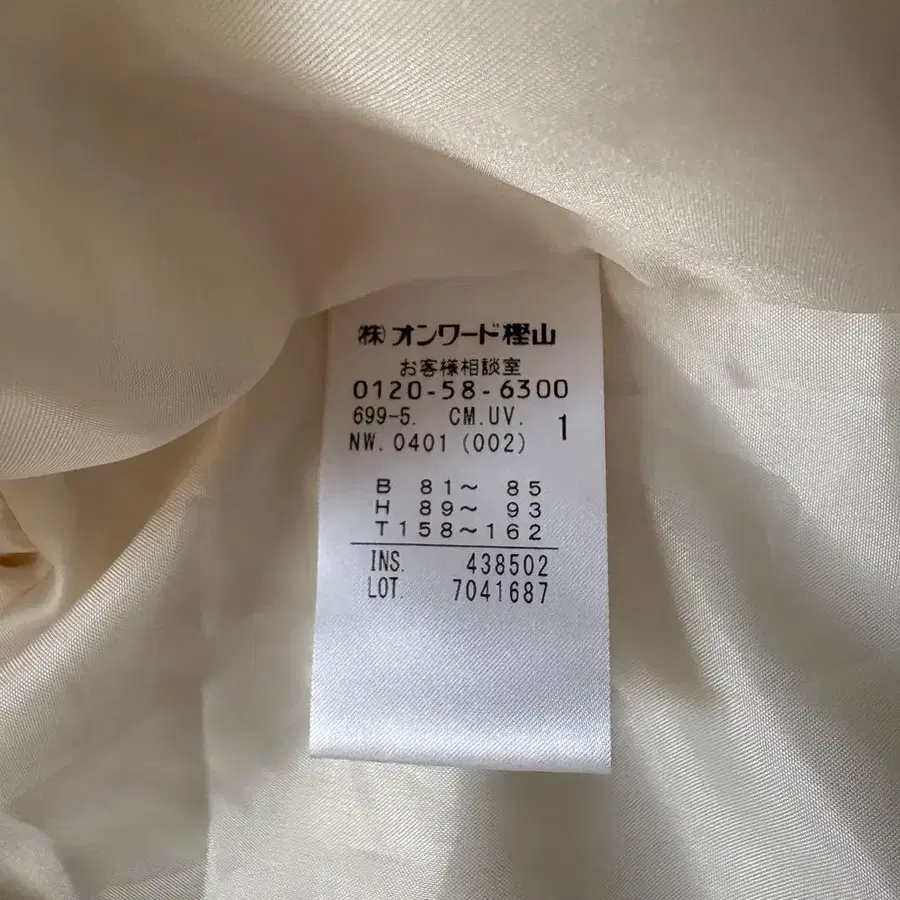 ㈱オンワード樫山
お客様相談室
0120-58-6300
699-5. CM.UV. 1
NW.0401(002)
B 81～ 85
H 89～ 93
T158～162
INS. 438502
LOT. 7041687